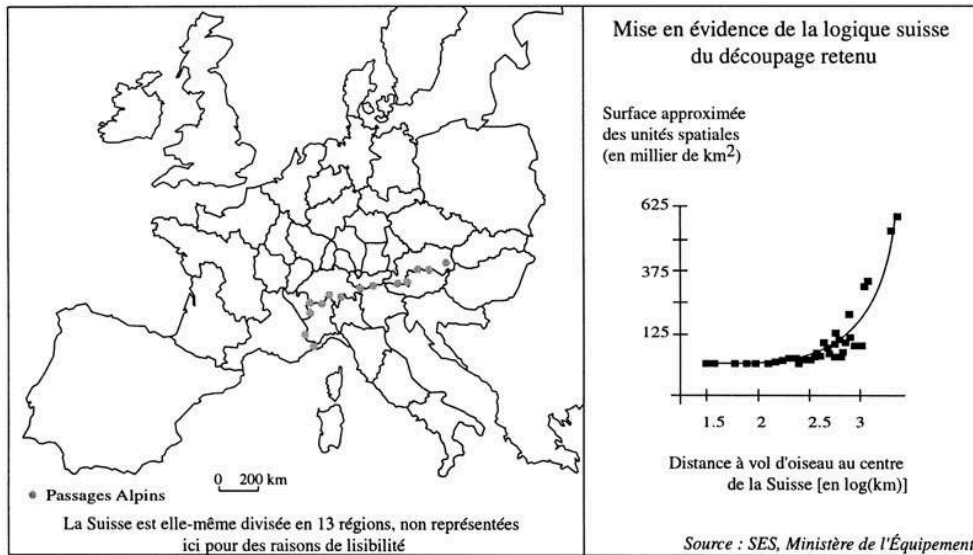 0 200 km
Passages Alpins
La Suisse est elle-même divisée en 13 régions, non représentées
ici pour des raisons de lisibilité
Mise en évidence de la logique suisse
du découpage retenu
Surface approximée
des unités spatiales
(en millier de km²)
625
375
125
1.5 2 2.5 3
Distance à vol d'oiseau au centre
de la Suisse [en log(km)]
Source : SES, Ministère de l'Équipement